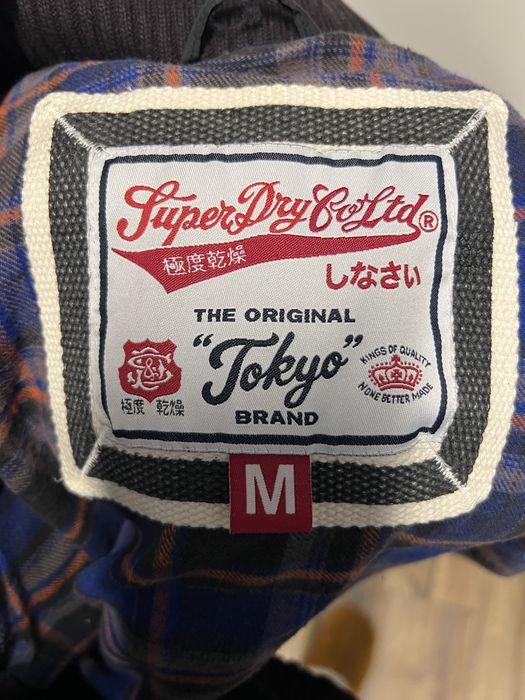 Super Dry Co Ltd®
極度乾燥
しなさい
THE ORIGINAL
“Tokyo”
BRAND
極度 乾燥
KINGS OF QUALITY
NONE BETTER MADE
M